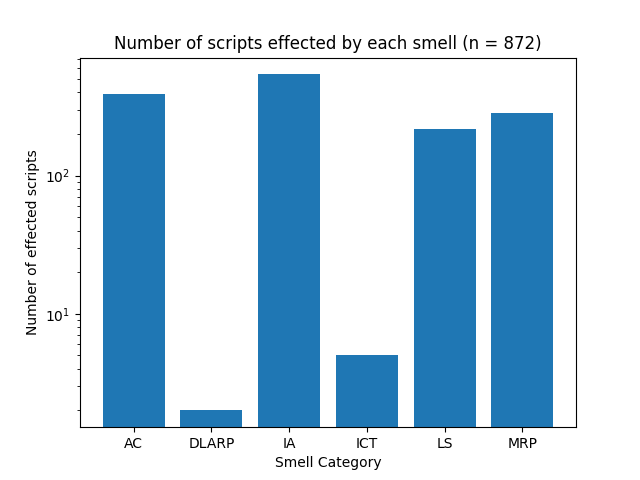 Number of scripts effected by each smell (n = 872)
Number of effected scripts
10²
10¹
AC DLARP IA ICT LS MRP
Smell Category